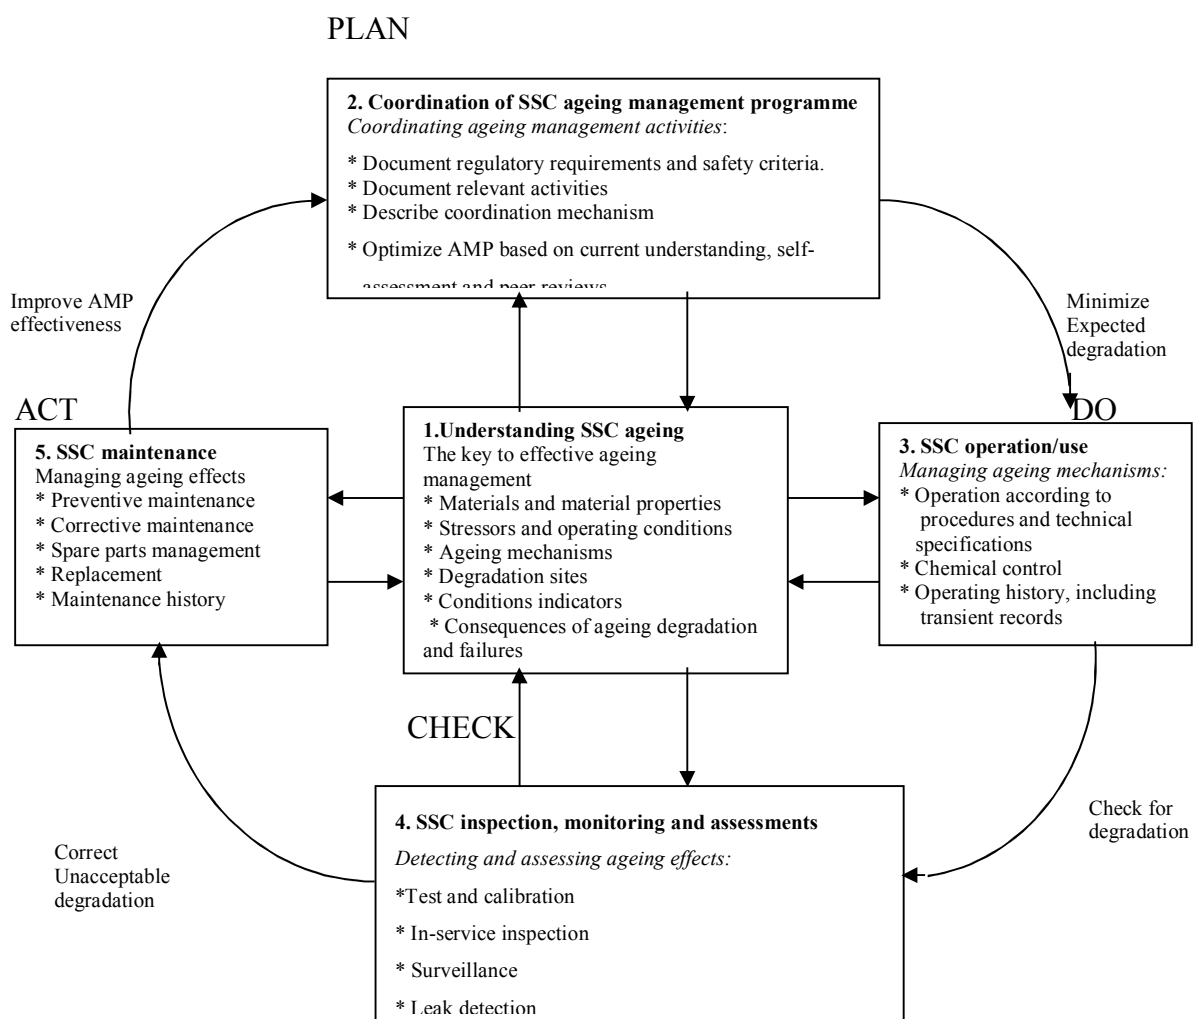 PLAN
2. Coordination of SSC ageing management programme
Coordinating ageing management activities:
* Document regulatory requirements and safety criteria.
* Document relevant activities
* Describe coordination mechanism
* Optimize AMP based on current understanding, self-
assessment and peer reviews
Improve AMP
effectiveness
Minimize
Expected
degradation
ACT
DO
5. SSC maintenance
Managing ageing effects
* Preventive maintenance
* Corrective maintenance
* Spare parts management
* Replacement
* Maintenance history
1.Understanding SSC ageing
The key to effective ageing
management
* Materials and material properties
* Stressors and operating conditions
* Ageing mechanisms
* Degradation sites
* Conditions indicators
* Consequences of ageing degradation
and failures
3. SSC operation/use
Managing ageing mechanisms:
* Operation according to
procedures and technical
specifications
* Chemical control
* Operating history, including
transient records
CHECK
4. SSC inspection, monitoring and assessments
Detecting and assessing ageing effects:
*Test and calibration
* In-service inspection
* Surveillance
* Leak detection
Correct
Unacceptable
degradation
Check for
degradation